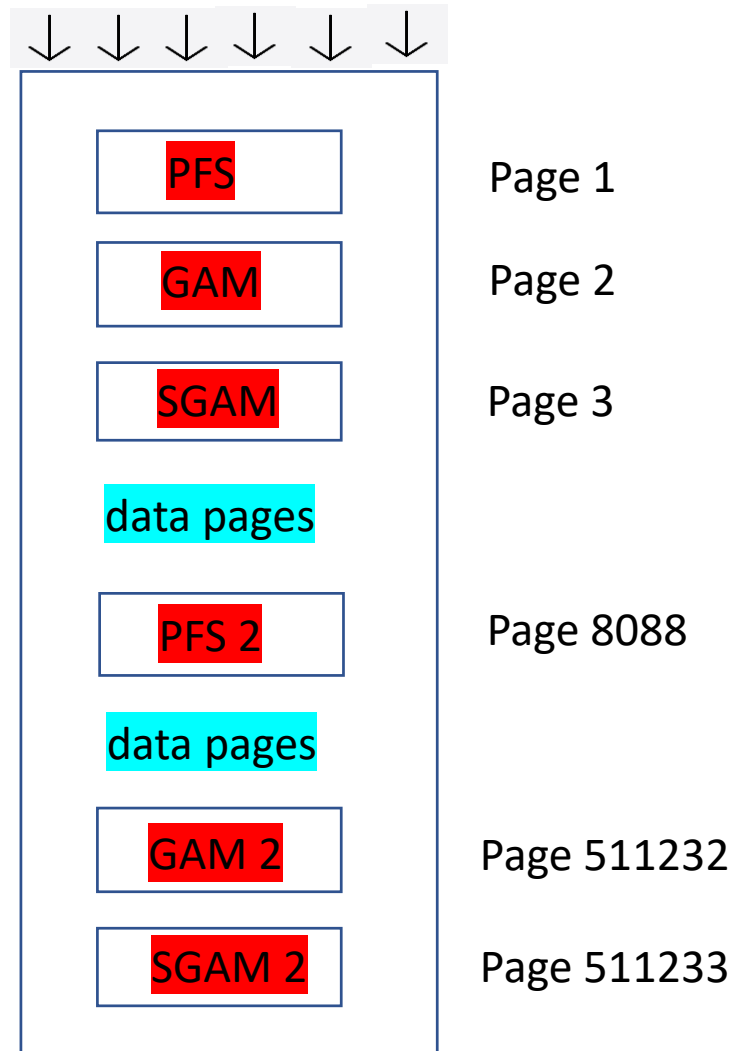 PFS Page 1
GAM Page 2
SGAM Page 3
data pages
PFS 2 Page 8088
data pages
GAM 2 Page 511232
SGAM 2 Page 511233